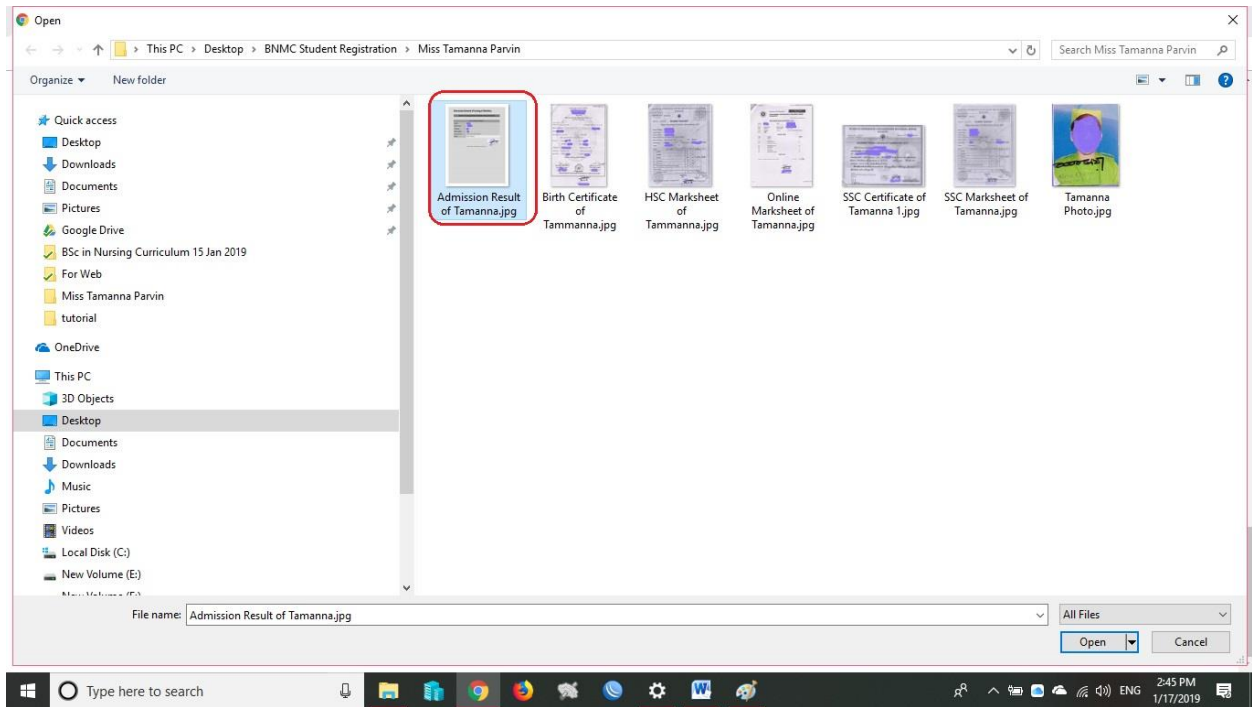 Open
This PC > Desktop > BNMC Student Registration > Miss Tamanna Parvin
Search Miss Tamanna Parvin
Organize
New folder
Quick access
Desktop
Downloads
Documents
Pictures
Google Drive
BSc in Nursing Curriculum 15 Jan 2019
For Web
Miss Tamanna Parvin
tutorial
OneDrive
This PC
3D Objects
Desktop
Documents
Downloads
Music
Pictures
Videos
Local Disk (C:)
New Volume (E:)
Admission Result
of Tamanna.jpg
Birth Certificate
of
Tammanna.jpg
HSC Marksheet
of
Tammanna.jpg
Online
Marksheet of
Tamanna.jpg
SSC Certificate of
Tamanna 1.jpg
SSC Marksheet of
Tamanna.jpg
Tamanna
Photo.jpg
File name: Admission Result of Tamanna.jpg
All Files
Open
Cancel
Type here to search
ENG
2:45 PM
1/17/2019